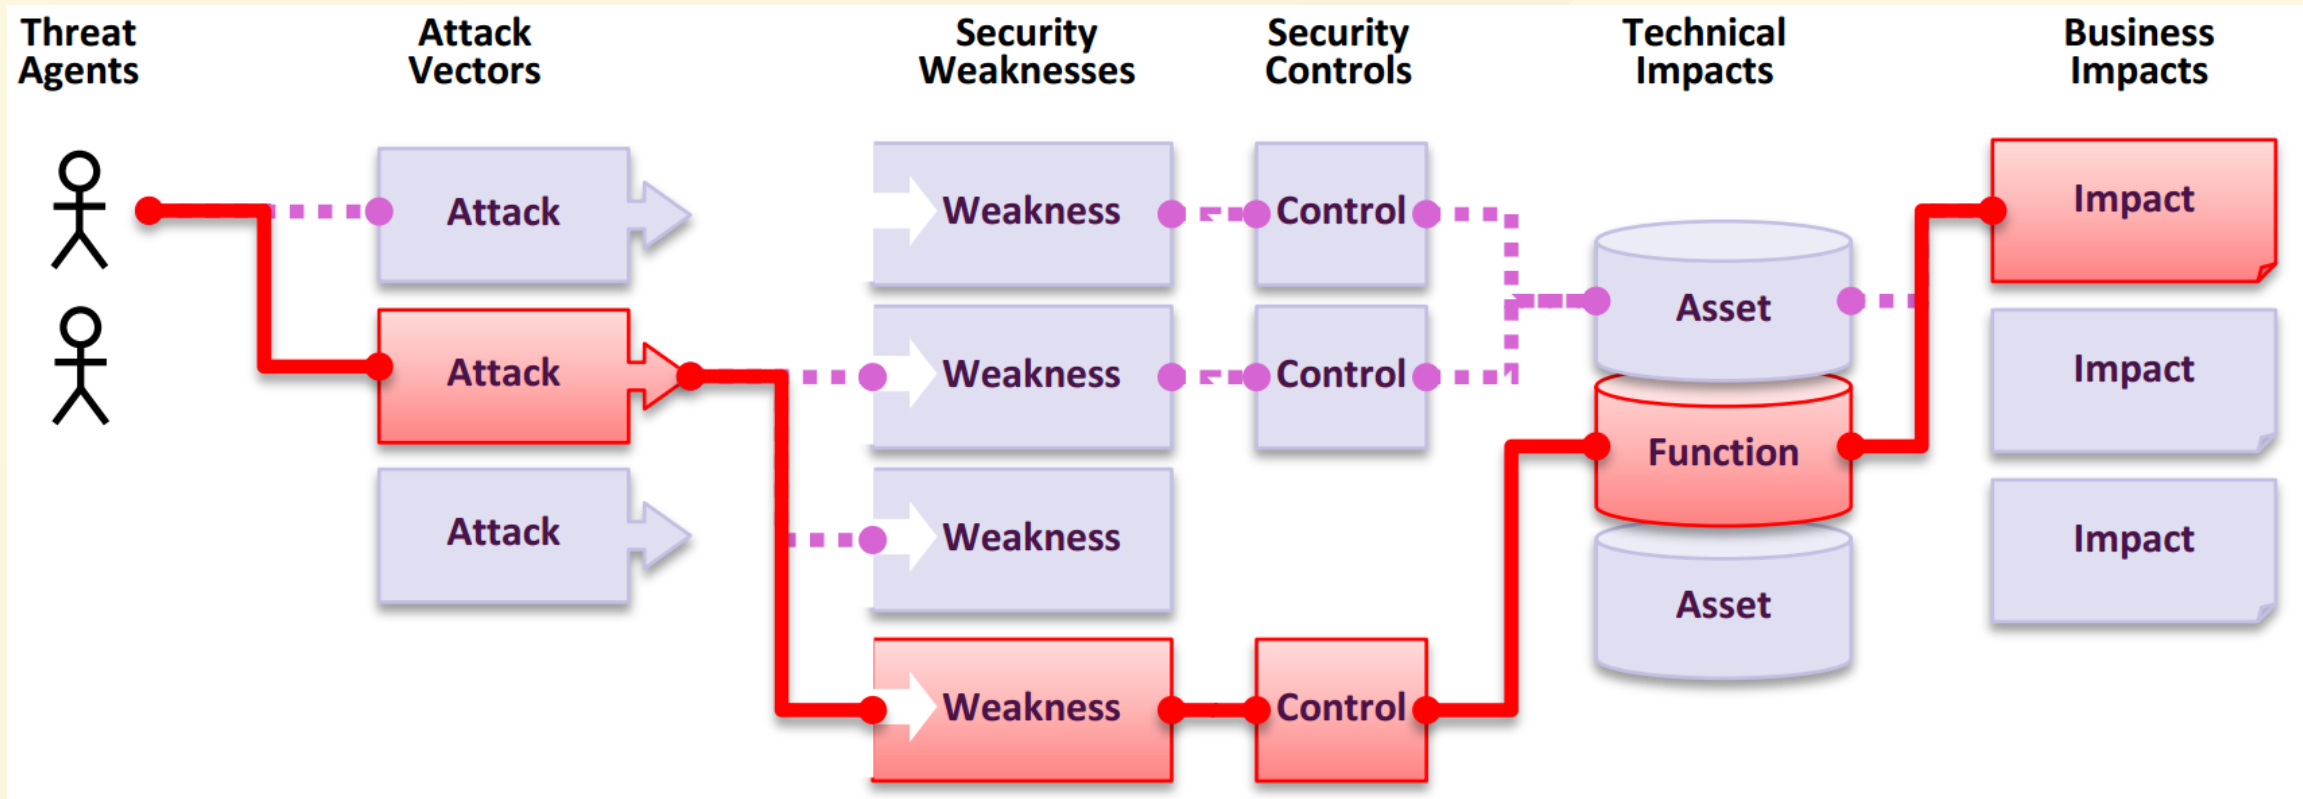 Threat
Agents
Attack
Vectors
Security
Weaknesses
Security
Controls
Technical
Impacts
Business
Impacts
Attack
Weakness
Control
Impact
Asset
Attack
Weakness
Control
Impact
Function
Attack
Weakness
Impact
Asset
Weakness
Control